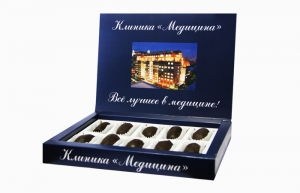 Клиника «Медицина»
Всё лучшее в медицине!
Клиника "Медицина"